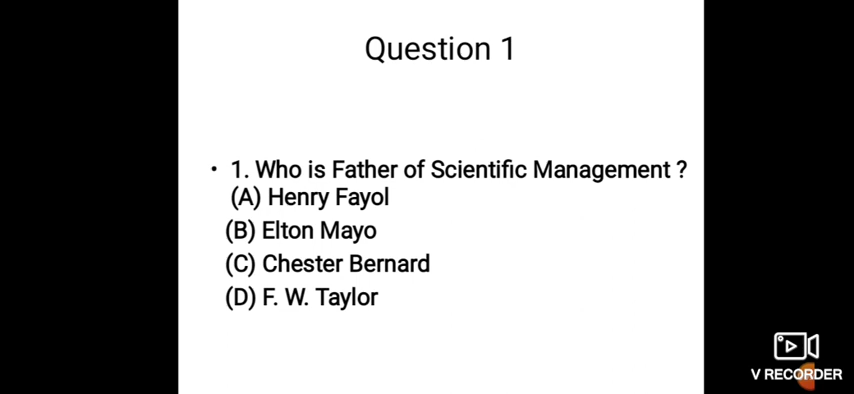 Question 1
• 1. Who is Father of Scientific Management ?
(A) Henry Fayol
(B) Elton Mayo
(C) Chester Bernard
(D) F. W. Taylor
V RECORDER